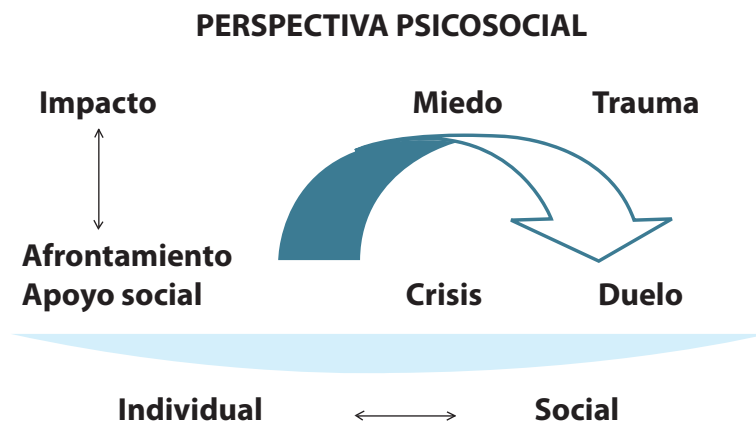 PERSPECTIVA PSICOSOCIAL
Impacto
Miedo
Trauma
Afrontamiento
Apoyo social
Crisis
Duelo
Individual
Social